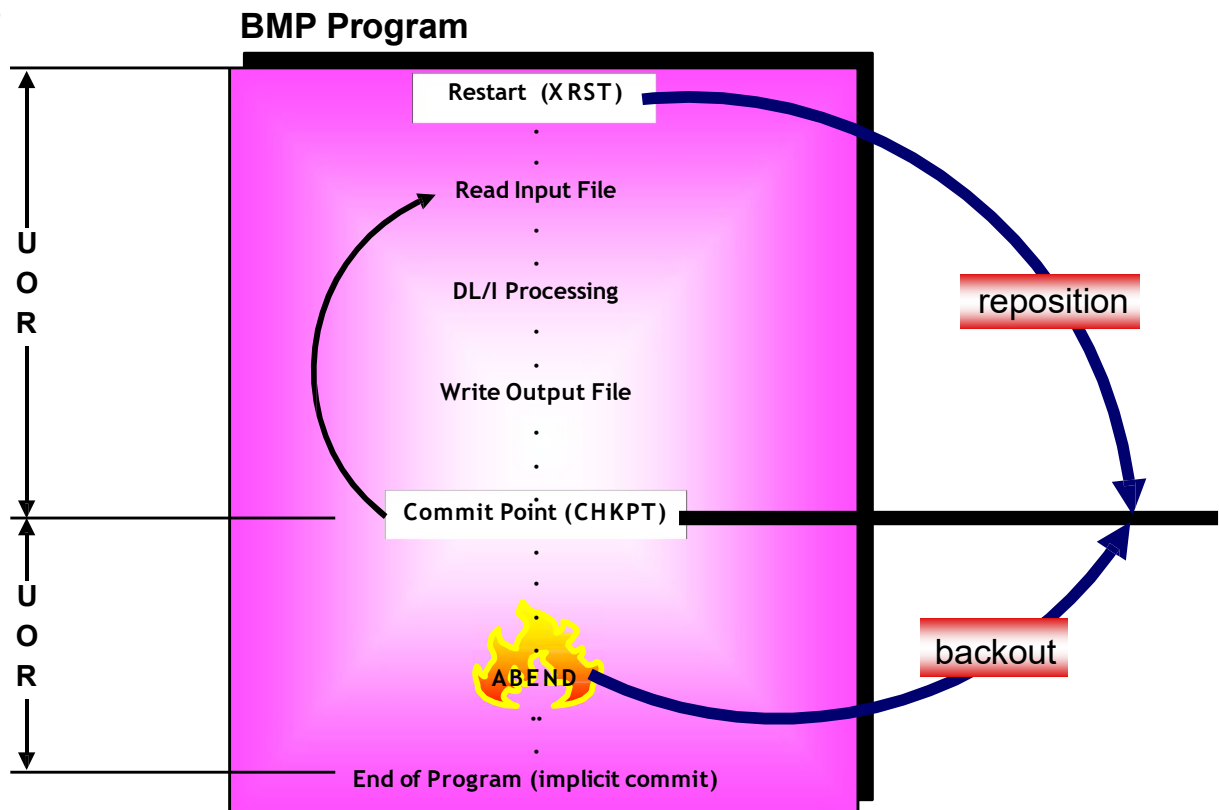 BMP Program
Restart (XRST)
Read Input File
U
O
R
DL/I Processing
reposition
Write Output File
Commit Point (CHKPT)
U
O
R
backout
ABEND
End of Program (implicit commit)